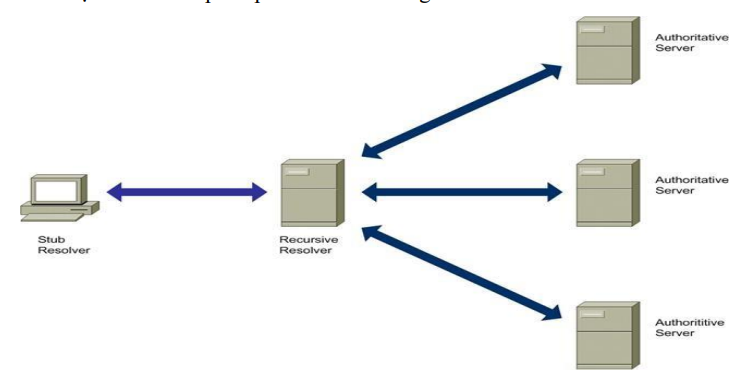 Authoritative
Server
Authoritative
Server
Stub
Resolver
Recursive
Resolver
Authorititive
Server